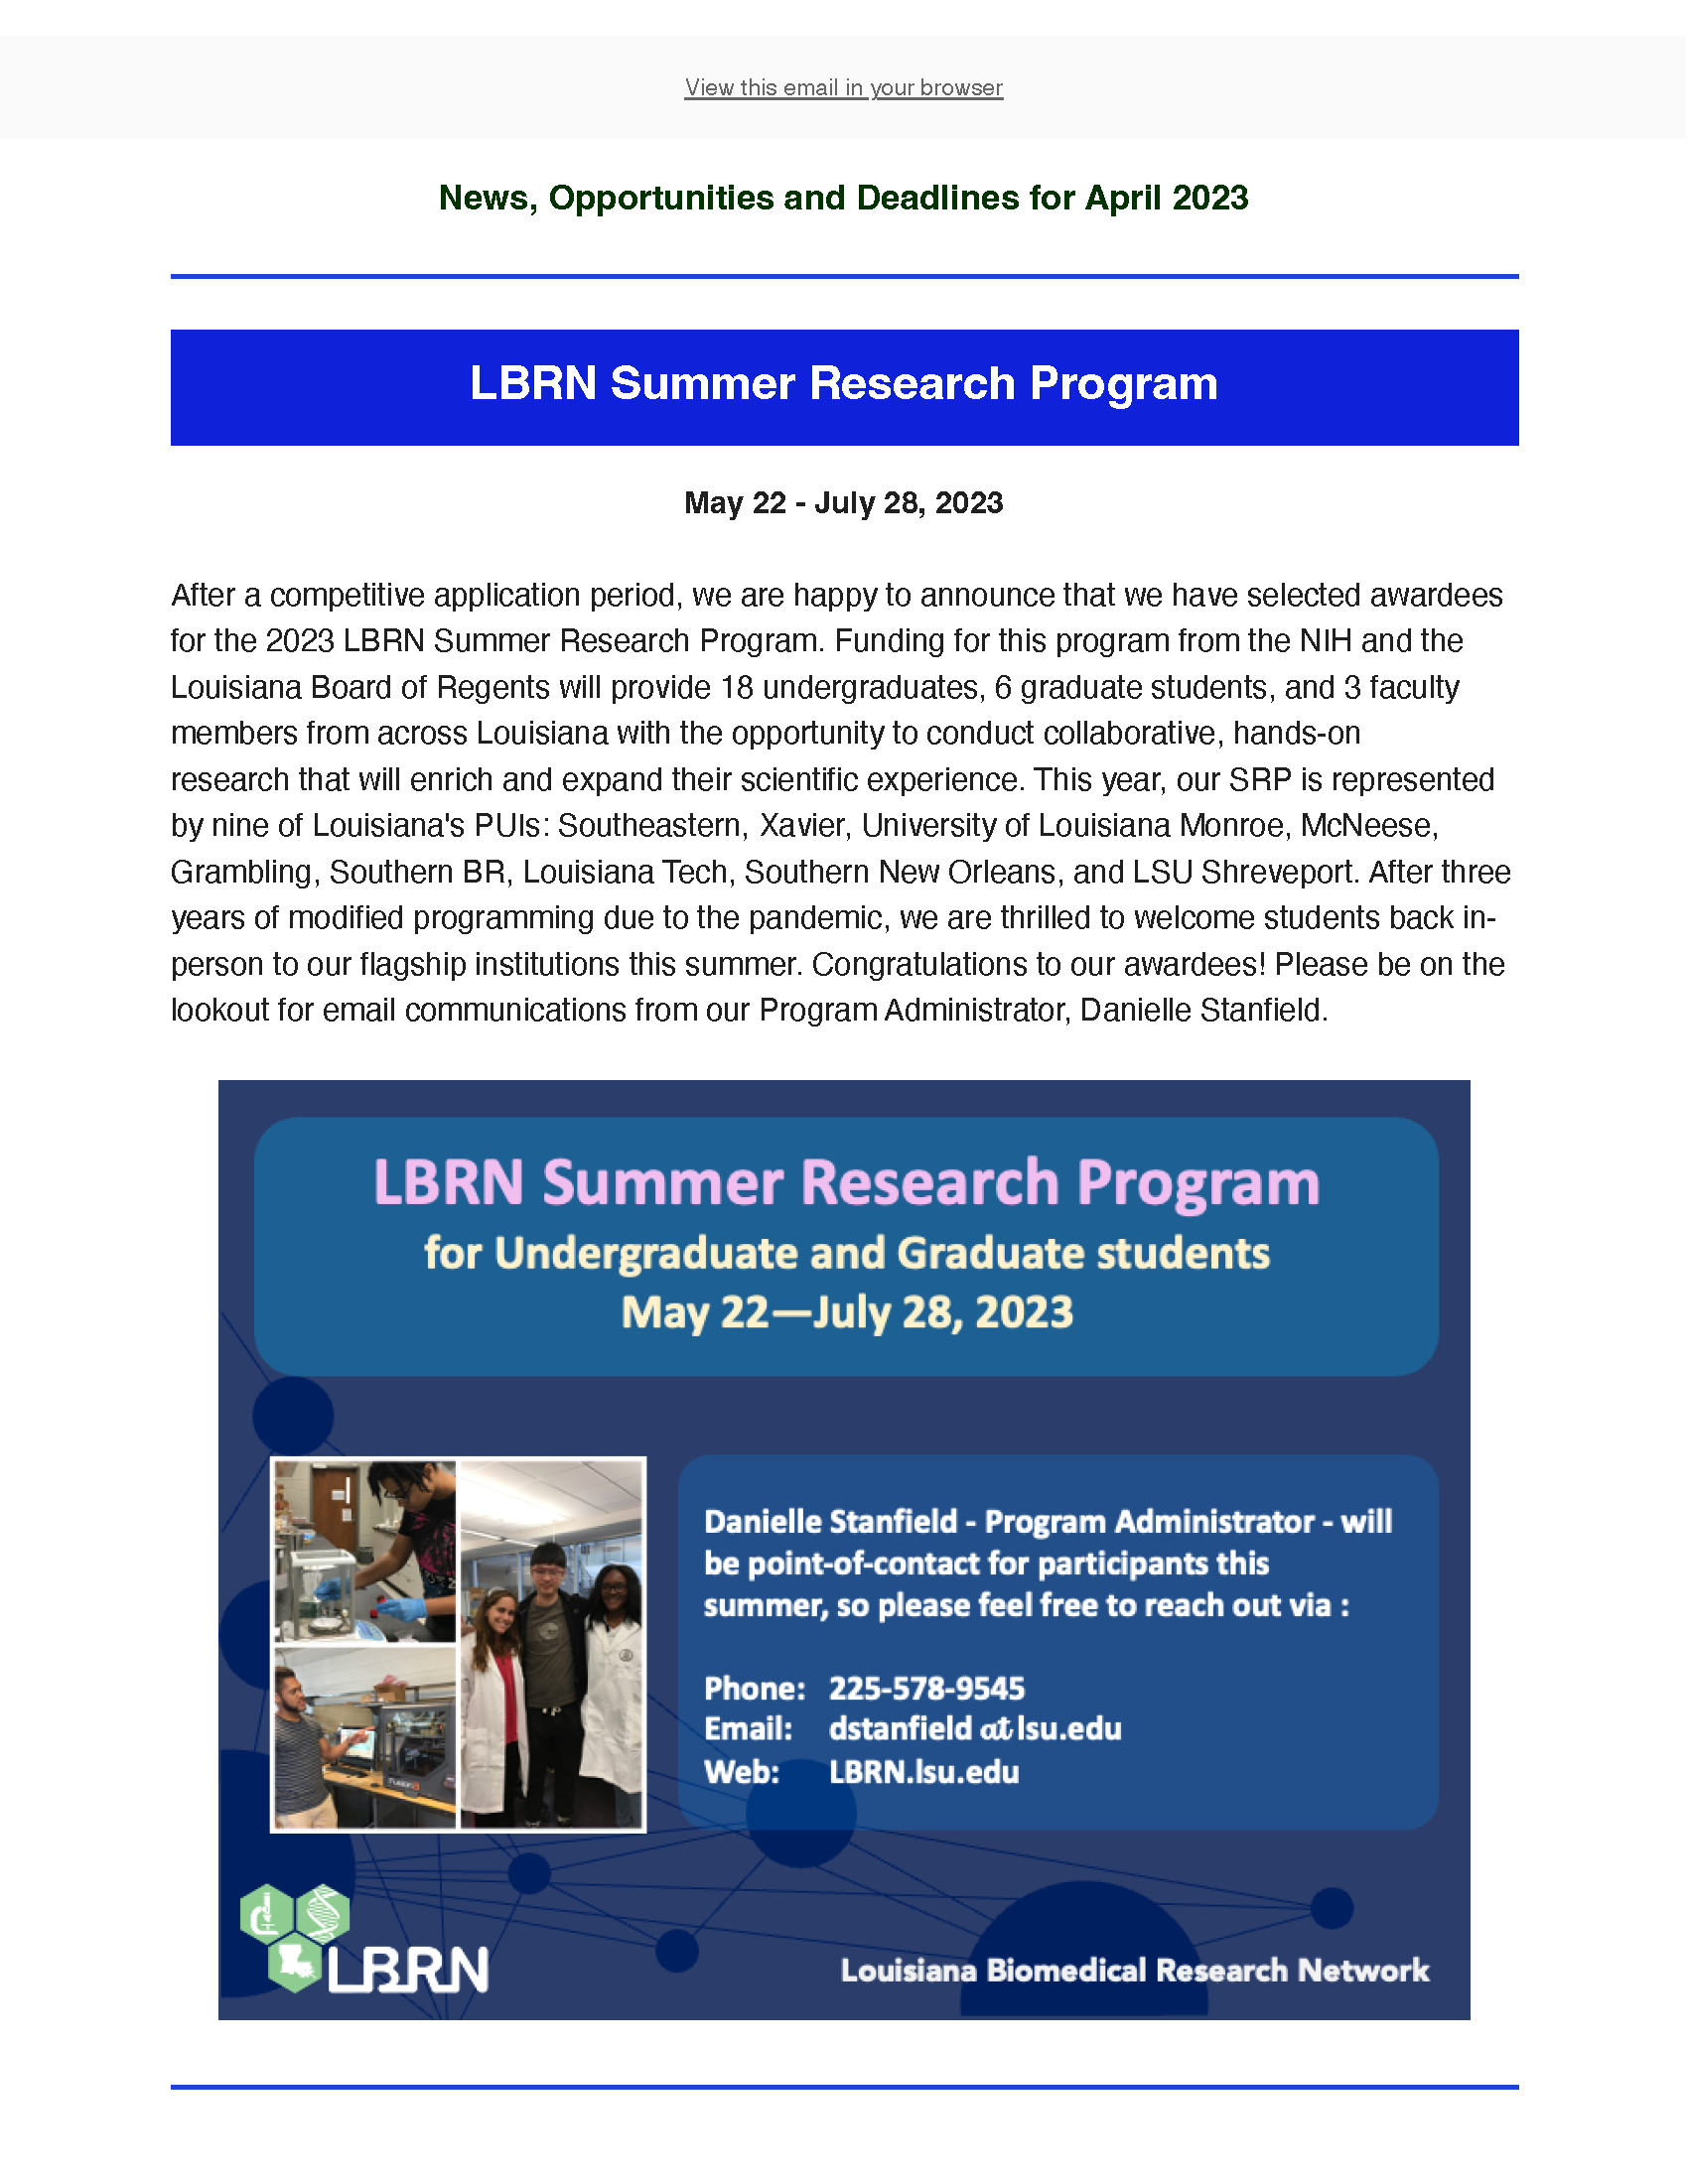 View this email in your browser
News, Opportunities and Deadlines for April 2023
LBRN Summer Research Program
May 22 - July 28, 2023
After a competitive application period, we are happy to announce that we have selected awardees
for the 2023 LBRN Summer Research Program. Funding for this program from the NIH and the
Louisiana Board of Regents will provide 18 undergraduates, 6 graduate students, and 3 faculty
members from across Louisiana with the opportunity to conduct collaborative, hands-on
research that will enrich and expand their scientific experience. This year, our SRP is represented
by nine of Louisiana's PUIs: Southeastern, Xavier, University of Louisiana Monroe, McNeese,
Grambling, Southern BR, Louisiana Tech, Southern New Orleans, and LSU Shreveport. After three
years of modified programming due to the pandemic, we are thrilled to welcome students back in-
person to our flagship institutions this summer. Congratulations to our awardees! Please be on the
lookout for email communications from our Program Administrator, Danielle Stanfield.
LBRN Summer Research Program
for Undergraduate and Graduate students
May 22—July 28, 2023
Danielle Stanfield - Program Administrator - will
be point-of-contact for participants this
summer, so please feel free to reach out via :
Phone: 225-578-9545
Email: dstanfield at lsu.edu
Web: LBRN.lsu.edu
LBRN
Louisiana Biomedical Research Network